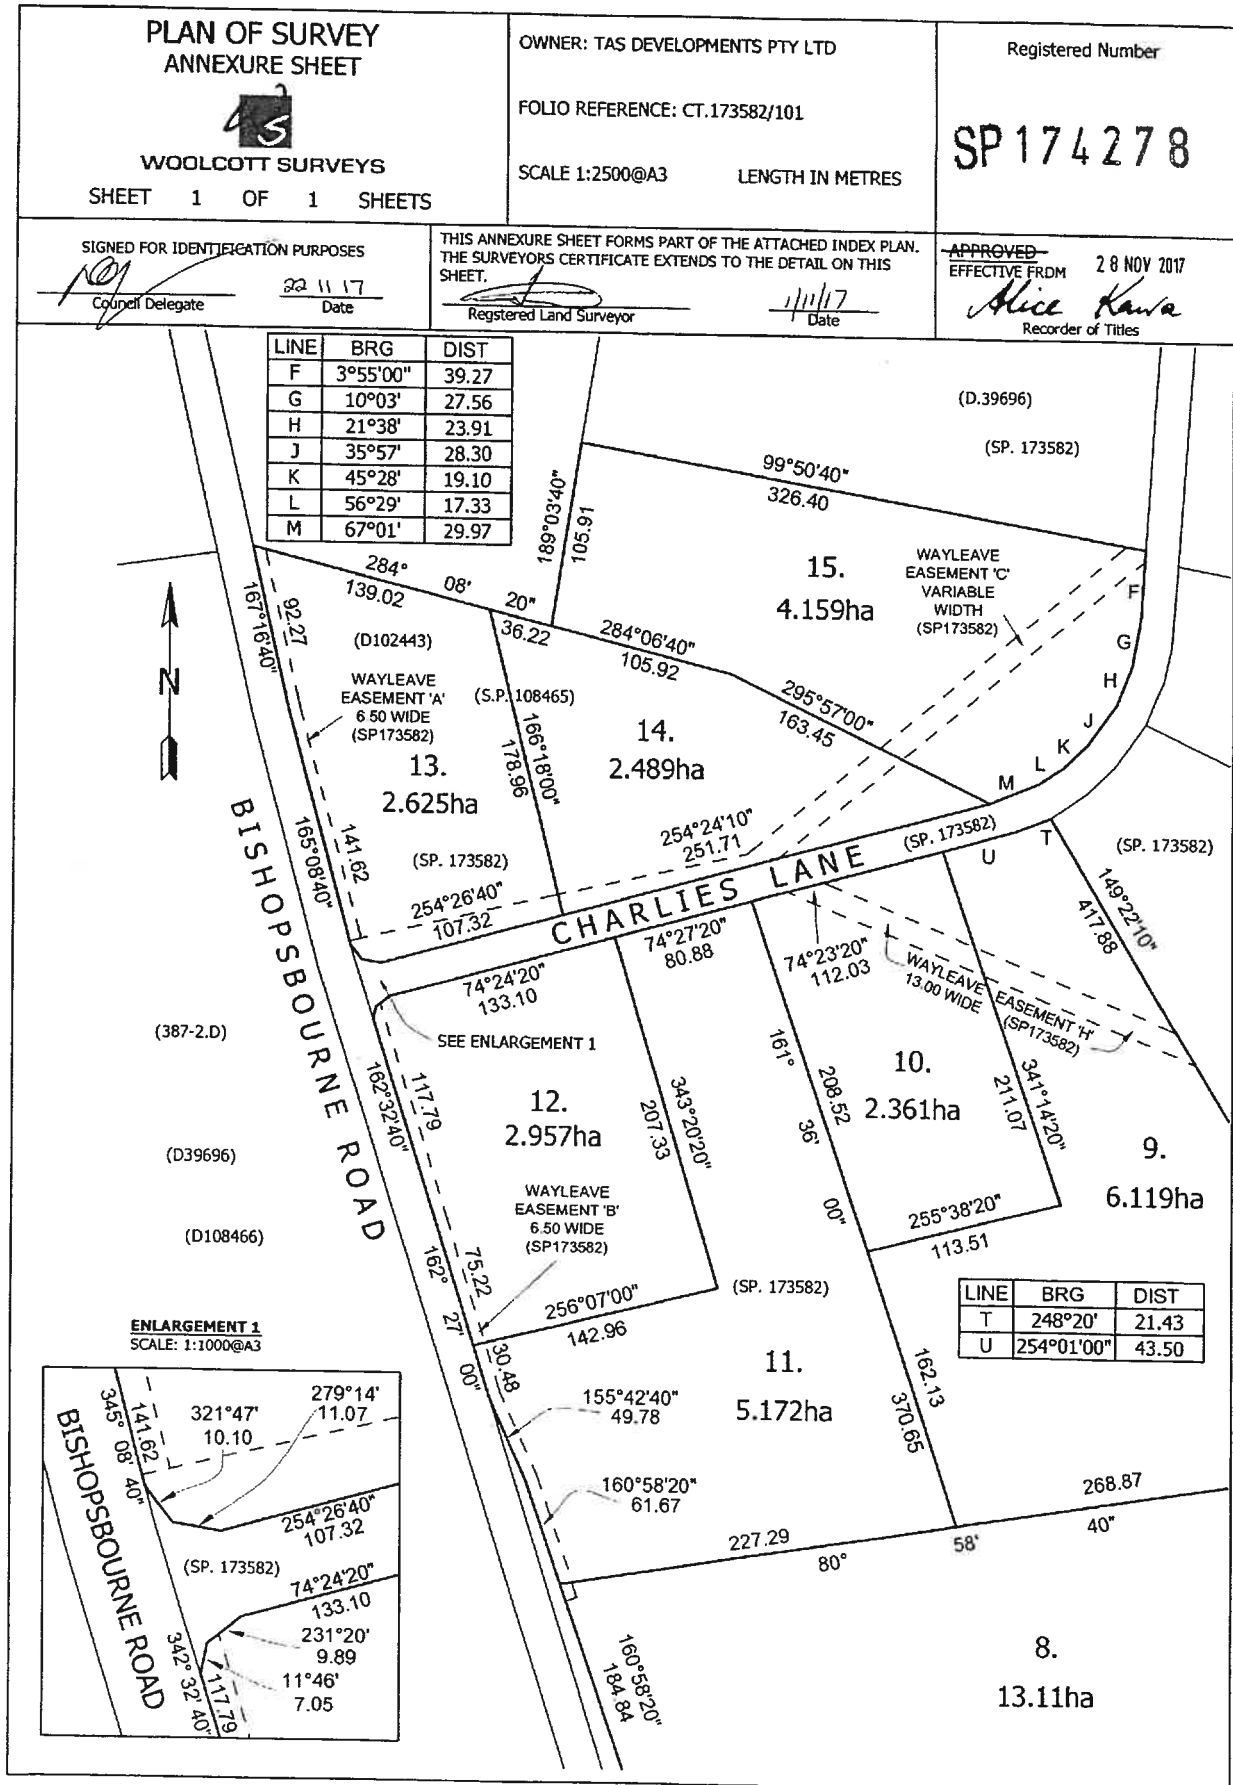 PLAN OF SURVEY
ANNEXURE SHEET
WOOLCOTT SURVEYS
SHEET 1 OF 1 SHEETS
OWNER: TAS DEVELOPMENTS PTY LTD
FOLIO REFERENCE: CT.173582/101
SCALE 1:2500@A3 LENGTH IN METRES
Registered Number
SP 174278
SIGNED FOR IDENTIFICATION PURPOSES
22 11 17
Council Delegate Date
THIS ANNEXURE SHEET FORMS PART OF THE ATTACHED INDEX PLAN.
THE SURVEYORS CERTIFICATE EXTENDS TO THE DETAIL ON THIS
SHEET.
1/11/17
Regstered Land Surveyor Date
APPROVED
EFFECTIVE FROM 28 NOV 2017
Alice Kawa
Recorder of Titles
LINE BRG DIST
F 3°55'00" 39.27
G 10°03' 27.56
H 21°38' 23.91
J 35°57' 28.30
K 45°28' 19.10
L 56°29' 17.33
M 67°01' 29.97
(D.39696)
(SP. 173582)
99°50'40"
326.40
189°03'40"
105.91
15.
4.159ha
WAYLEAVE
EASEMENT 'C'
VARIABLE
WIDTH
(SP173582)
F
G
H
J
K
L
M
284° 08' 20"
139.02
36.22
284°06'40"
105.92
295°57'00"
163.45
167°16'40"
92.27
(D102443)
WAYLEAVE
EASEMENT 'A'
6 50 WIDE
(SP173582)
(S.P. 108465)
N
166°18'00"
178.96
14.
2.489ha
13.
2.625ha
165°08'40"
141.62
(SP. 173582)
254°26'40"
107.32
254°24'10"
251.71
(SP. 173582)
CHARLIES LANE
BISHOPSBOURNE ROAD
U
T
(SP. 173582)
149°22'10"
417.88
74°24'20"
133.10
74°27'20"
80.88
74°23'20"
112.03
WAYLEAVE EASEMENT 'H'
13.00 WIDE (SP173582)
SEE ENLARGEMENT 1
(387-2.D)
162°32'40"
117.79
12.
2.957ha
343°20'20"
207.33
161° 36' 00"
208.52
10.
2.361ha
341°14'20"
211.07
9.
6.119ha
(D39696)
(D108466)
WAYLEAVE
EASEMENT 'B'
6.50 WIDE
(SP173582)
255°38'20"
113.51
162° 27' 00"
75.22
256°07'00"
142.96
(SP. 173582)
LINE BRG DIST
T 248°20' 21.43
U 254°01'00" 43.50
30.48
155°42'40"
49.78
11.
5.172ha
162.13
370.65
160°58'20"
61.67
227.29
268.87
80° 58' 40"
160°58'20"
184.84
8.
13.11ha
ENLARGEMENT 1
SCALE: 1:1000@A3
345° 08' 40"
141.62
321°47'
10.10
279°14'
11.07
254°26'40"
107.32
(SP. 173582)
74°24'20"
133.10
231°20'
9.89
11°46'
7.05
342° 32' 40"
117.79
BISHOPSBOURNE ROAD